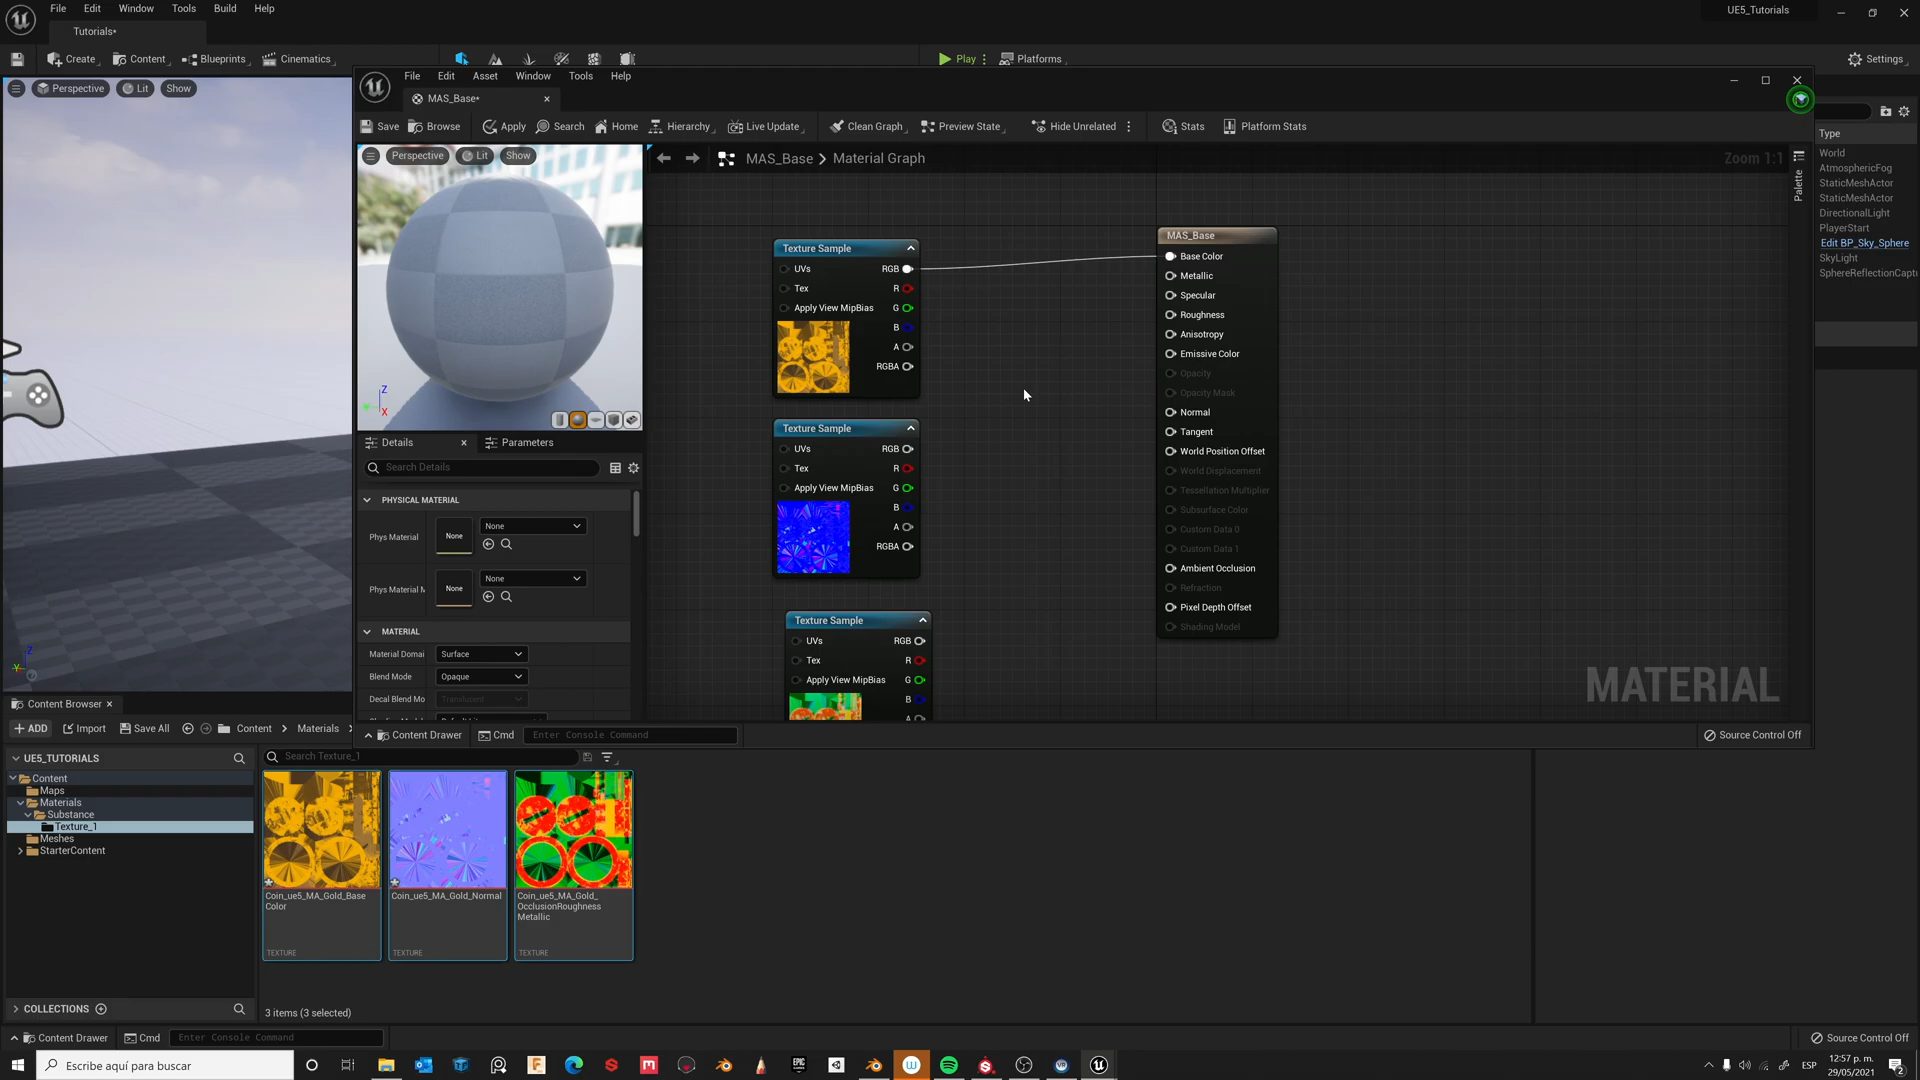 File Edit Window Tools Build Help
UE5_Tutorials
Tutorials*
Create Content Blueprints Cinematics
Play Platforms Settings
Perspective Lit Show
File Edit Asset Window Tools Help
MAS_Base*
Save Browse Apply Search Home Hierarchy Live Update Clean Graph Preview State Hide Unrelated Stats Platform Stats
Perspective Lit Show
MAS_Base > Material Graph
Zoom 1:1
Palette
Type
World
AtmosphericFog
StaticMeshActor
StaticMeshActor
DirectionalLight
PlayerStart
Edit BP_Sky_Sphere
SkyLight
SphereReflectionCaptu
Texture Sample
UVs RGB
Tex R
Apply View MipBias G
B
A
RGBA
Texture Sample
UVs RGB
Tex R
Apply View MipBias G
B
A
RGBA
Texture Sample
UVs RGB
Tex R
Apply View MipBias G
B
A
MAS_Base
Base Color
Metallic
Specular
Roughness
Anisotropy
Emissive Color
Opacity
Opacity Mask
Normal
Tangent
World Position Offset
World Displacement
Tessellation Multiplier
Subsurface Color
Custom Data 0
Custom Data 1
Ambient Occlusion
Refraction
Pixel Depth Offset
Shading Model
MATERIAL
Z
X
Details Parameters
Search Details
PHYSICAL MATERIAL
Phys Material None None
Phys Material M None None
MATERIAL
Material Domai Surface
Blend Mode Opaque
Decal Blend Mo Translucent
Content Drawer Cmd Enter Console Command
Source Control Off
Z
Y
Content Browser
ADD Import Save All Content > Materials >
UE5_TUTORIALS
Search Texture_1
Content
Maps
Materials
Substance
Texture_1
Meshes
StarterContent
Coin_ue5_MA_Gold_Base
Color
TEXTURE
Coin_ue5_MA_Gold_Normal
TEXTURE
Coin_ue5_MA_Gold_
OcclusionRoughness
Metallic
TEXTURE
COLLECTIONS
3 items (3 selected)
Content Drawer Cmd Enter Console Command
Source Control Off
Escribe aquí para buscar
ESP
12:57 p. m.
29/05/2021
2